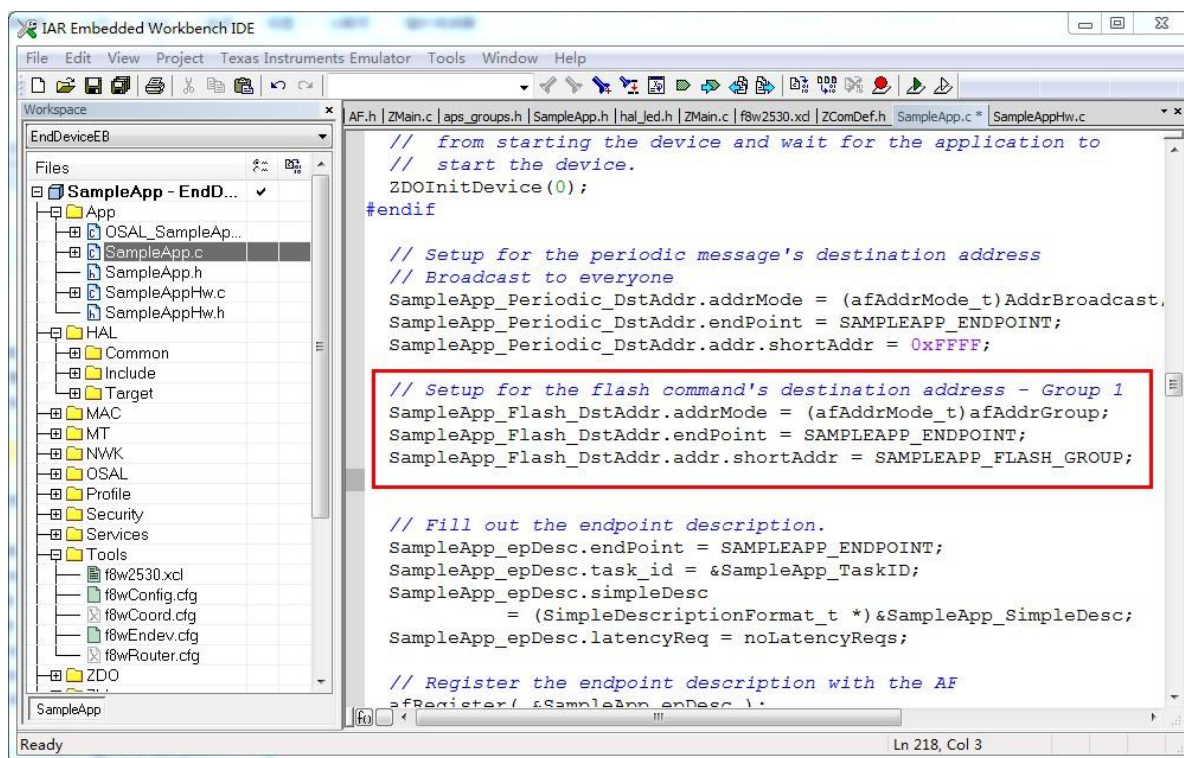 IAR Embedded Workbench IDE
File Edit View Project Texas Instruments Emulator Tools Window Help
Workspace
EndDeviceEB
Files
SampleApp - EndD...
App
OSAL_SampleAp...
SampleApp.c
SampleApp.h
SampleAppHw.c
SampleAppHw.h
HAL
Common
Include
Target
MAC
MT
NWK
OSAL
Profile
Security
Services
Tools
f8w2530.xcl
f8wConfig.cfg
f8wCoord.cfg
f8wEndev.cfg
f8wRouter.cfg
ZDO
SampleApp
AF.h | ZMain.c | aps_groups.h | SampleApp.h | hal_led.h | ZMain.c | f8w2530.xcl | ZComDef.h SampleApp.c * SampleAppHw.c
// from starting the device and wait for the application to
// start the device.
ZDOInitDevice(0);
#endif
// Setup for the periodic message's destination address
// Broadcast to everyone
SampleApp_Periodic_DstAddr.addrMode = (afAddrMode_t)AddrBroadcast;
SampleApp_Periodic_DstAddr.endPoint = SAMPLEAPP_ENDPOINT;
SampleApp_Periodic_DstAddr.addr.shortAddr = 0xFFFF;
// Setup for the flash command's destination address - Group 1
SampleApp_Flash_DstAddr.addrMode = (afAddrMode_t)afAddrGroup;
SampleApp_Flash_DstAddr.endPoint = SAMPLEAPP_ENDPOINT;
SampleApp_Flash_DstAddr.addr.shortAddr = SAMPLEAPP_FLASH_GROUP;
// Fill out the endpoint description.
SampleApp_epDesc.endPoint = SAMPLEAPP_ENDPOINT;
SampleApp_epDesc.task_id = &SampleApp_TaskID;
SampleApp_epDesc.simpleDesc
= (SimpleDescriptionFormat_t *)&SampleApp_SimpleDesc;
SampleApp_epDesc.latencyReq = noLatencyReqs;
// Register the endpoint description with the AF
afRegister( &SampleApp_epDesc );
f()
Ready
Ln 218, Col 3